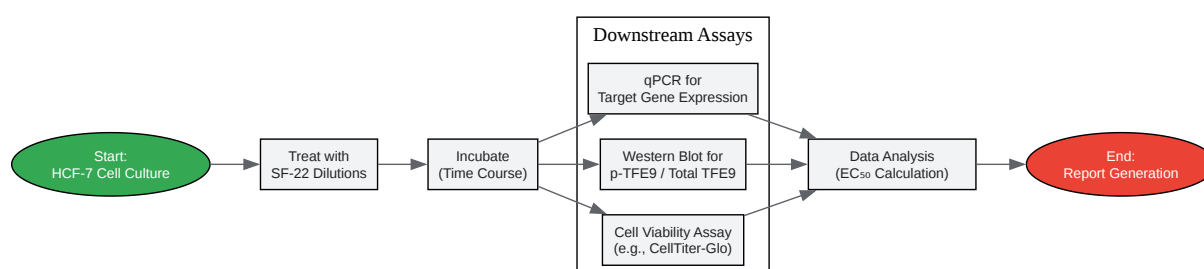 Start:
HCF-7 Cell Culture
Treat with
SF-22 Dilutions
Incubate
(Time Course)
Downstream Assays
qPCR for
Target Gene Expression
Western Blot for
p-TFE9 / Total TFE9
Cell Viability Assay
(e.g., CellTiter-Glo)
Data Analysis
(EC₅₀ Calculation)
End:
Report Generation